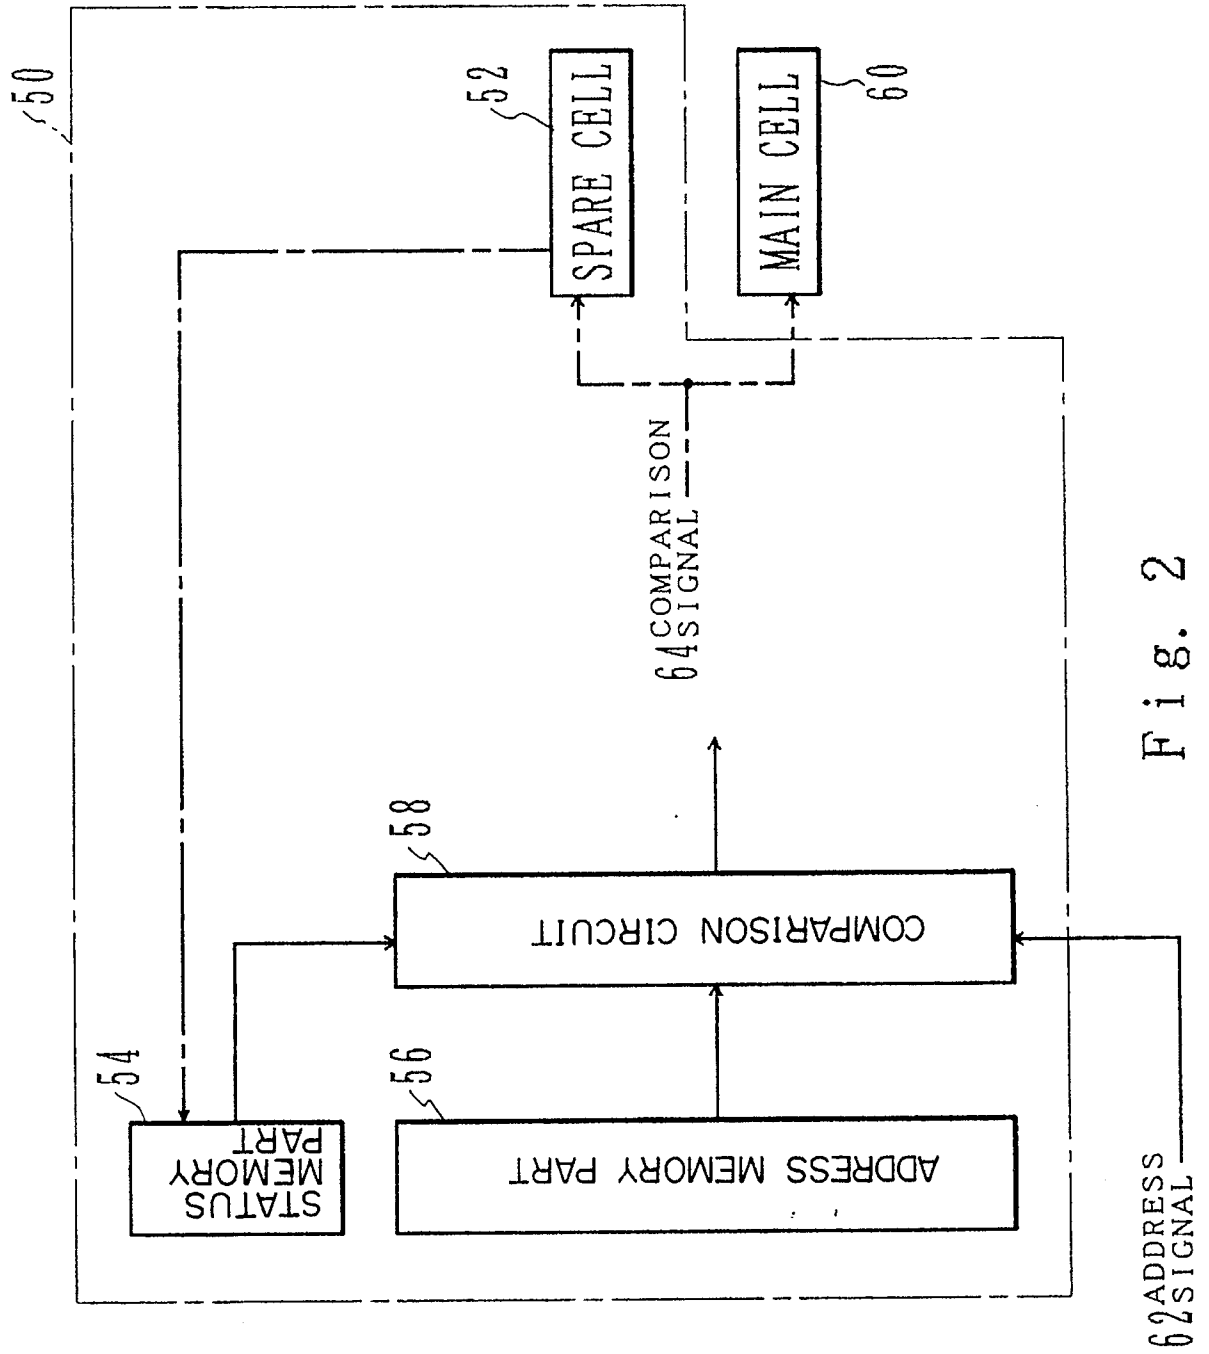 50
52
SPARE CELL
60
MAIN CELL
64 COMPARISON
SIGNAL
58
COMPARISON CIRCUIT
54
STATUS
MEMORY
PART
56
ADDRESS MEMORY PART
62 ADDRESS
SIGNAL
Fig. 2